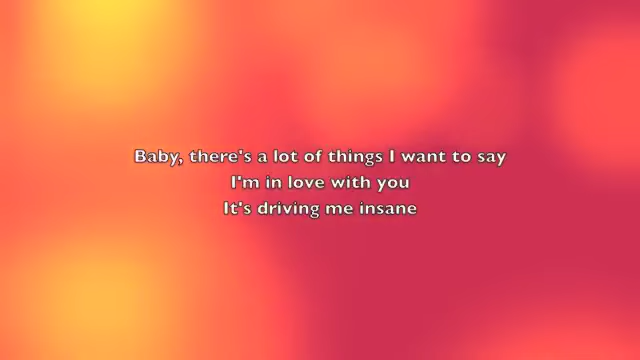 Baby, there's a lot of things I want to say
I'm in love with you
It's driving me insane